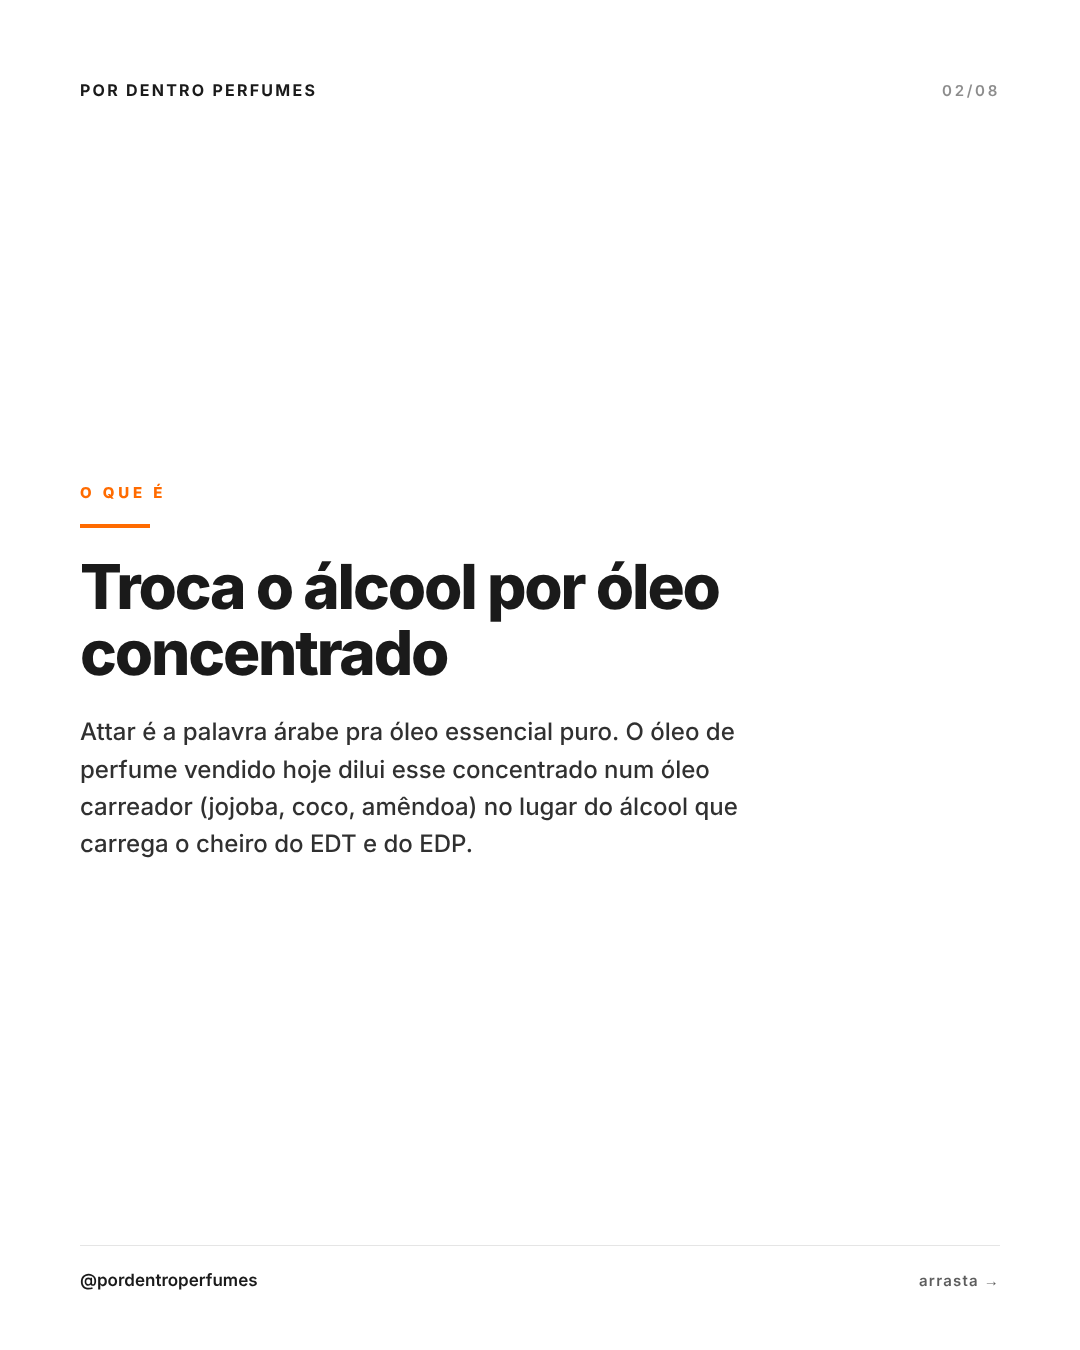 POR DENTRO PERFUMES
02/08
O QUE É
Troca o álcool por óleo
concentrado
Attar é a palavra árabe pra óleo essencial puro. O óleo de
perfume vendido hoje dilui esse concentrado num óleo
carreador (jojoba, coco, amêndoa) no lugar do álcool que
carrega o cheiro do EDT e do EDP.
@pordentroperfumes
arrasta →